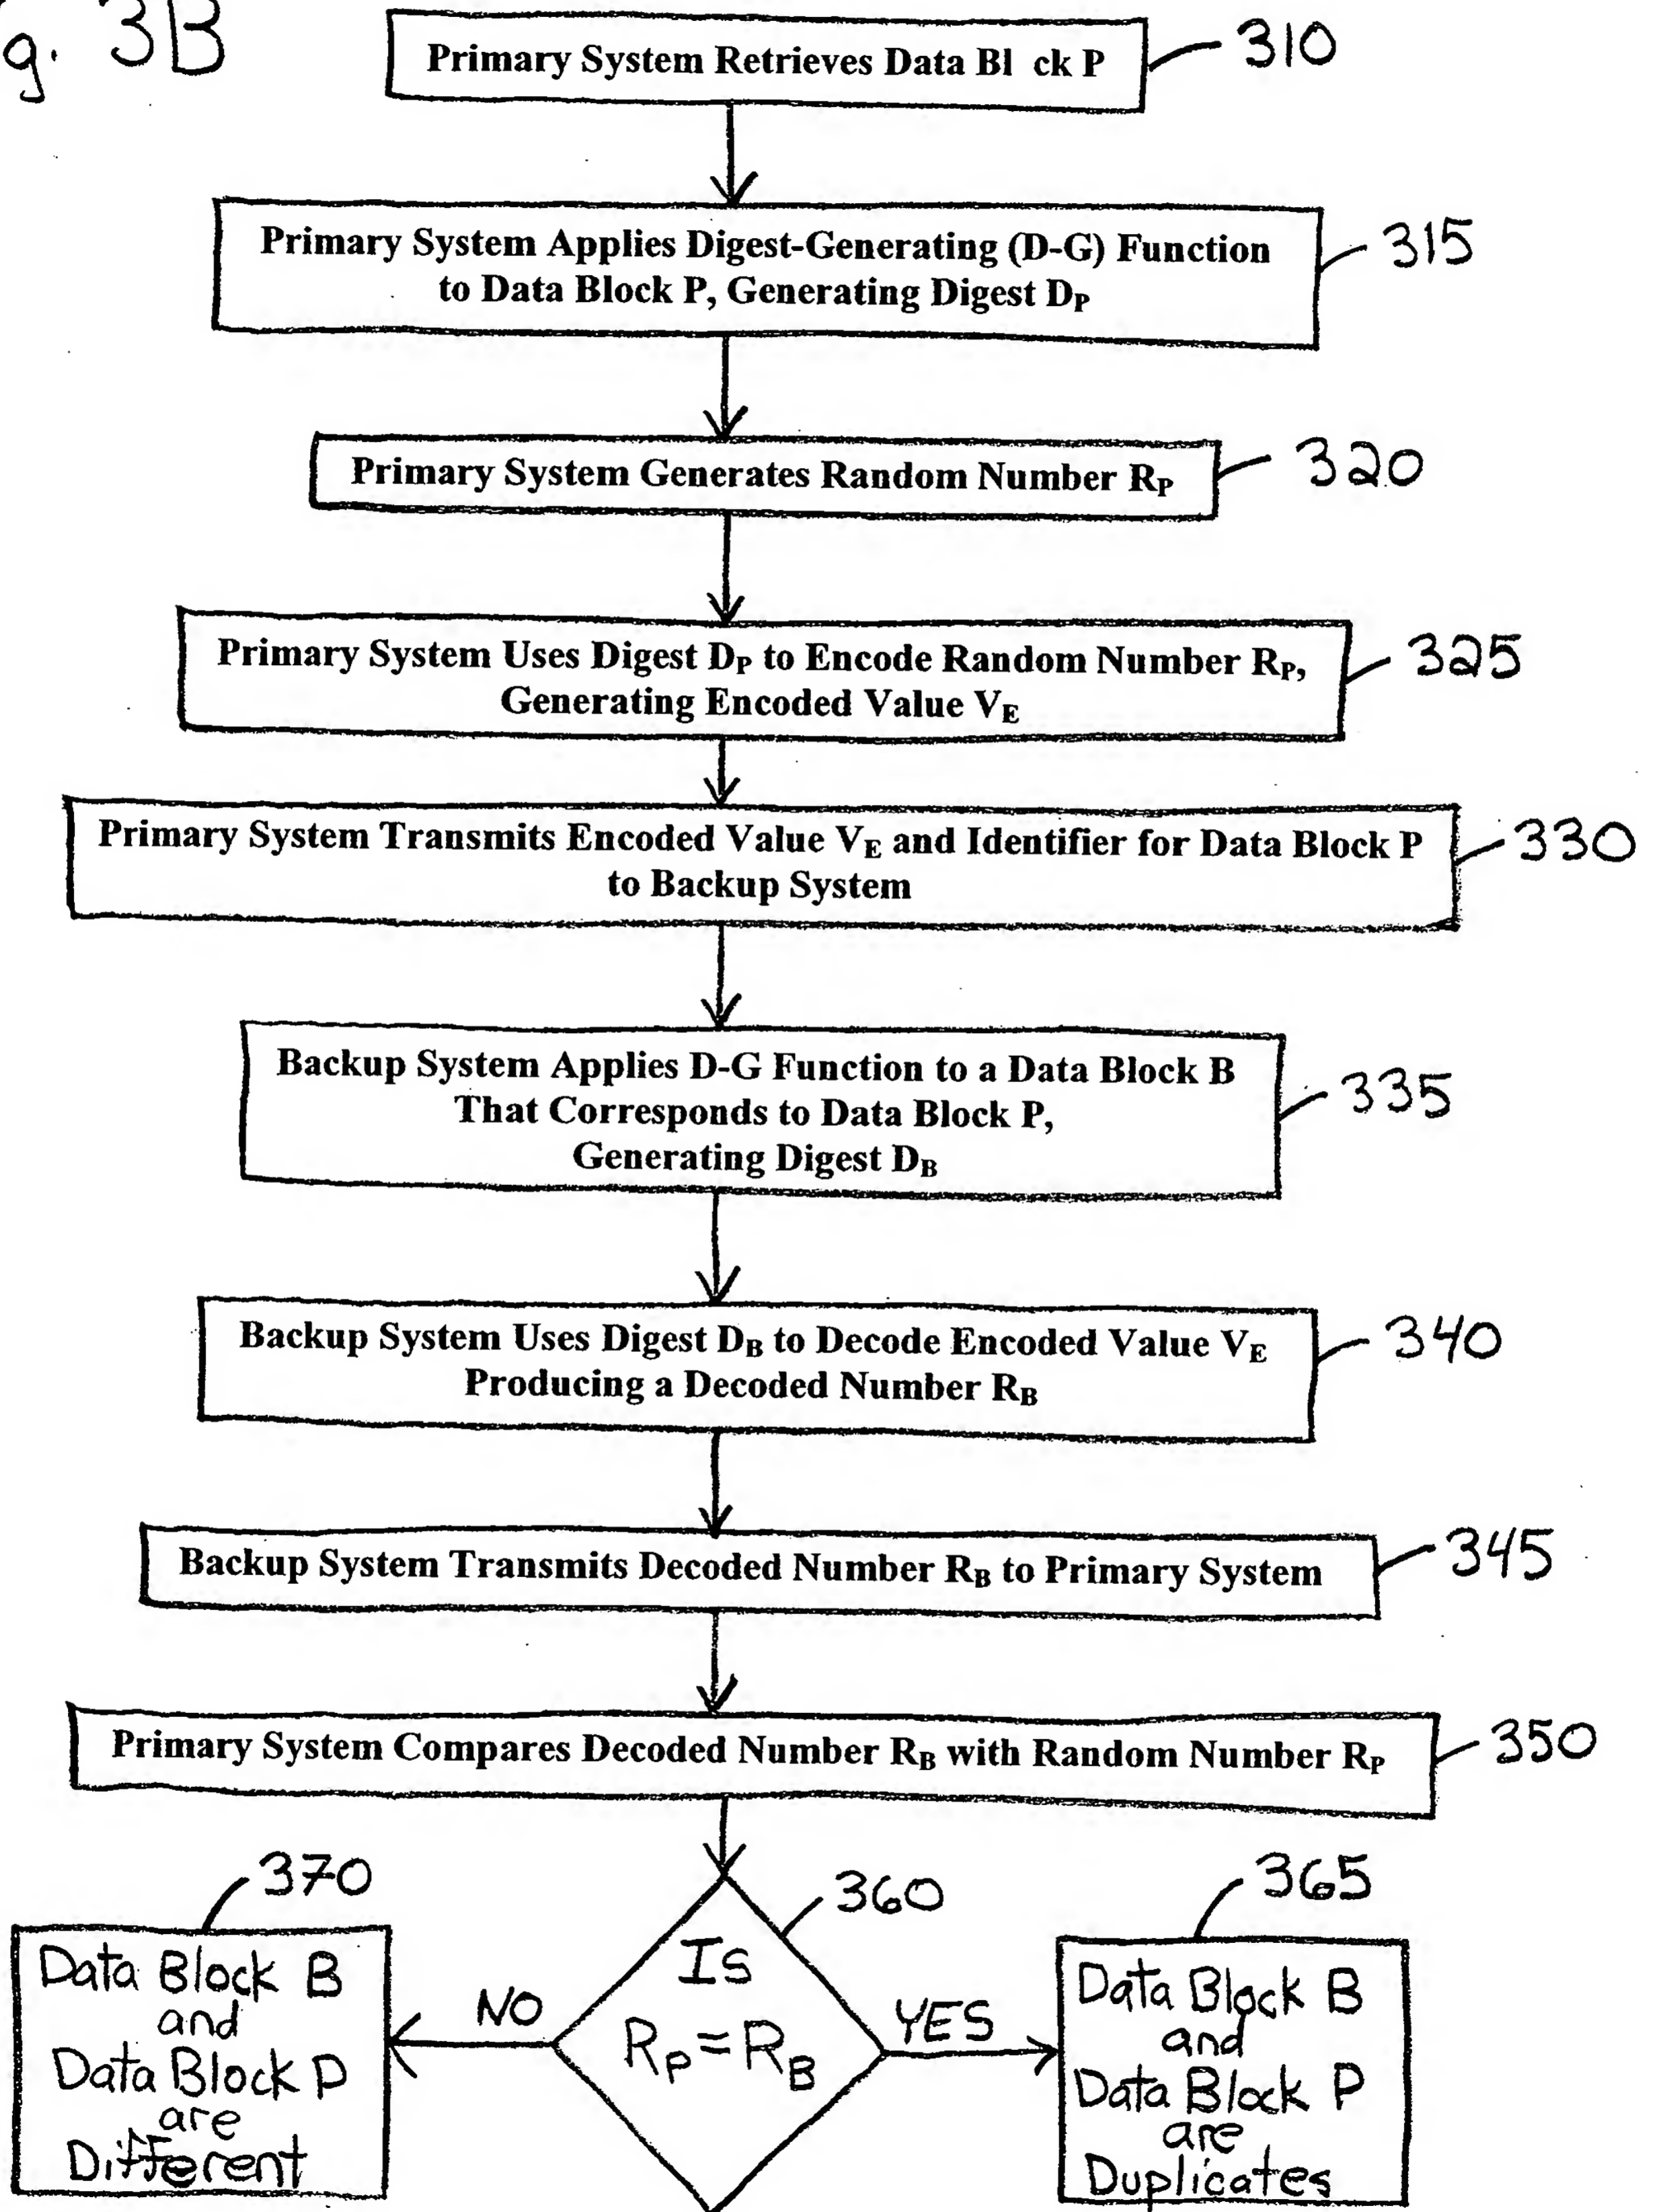 g. 3B
Primary System Retrieves Data Bl ck P
310
Primary System Applies Digest-Generating (D-G) Function
to Data Block P, Generating Digest DP
315
Primary System Generates Random Number RP
320
Primary System Uses Digest DP to Encode Random Number RP,
Generating Encoded Value VE
325
Primary System Transmits Encoded Value VE and Identifier for Data Block P
to Backup System
330
Backup System Applies D-G Function to a Data Block B
That Corresponds to Data Block P,
Generating Digest DB
335
Backup System Uses Digest DB to Decode Encoded Value VE
Producing a Decoded Number RB
340
Backup System Transmits Decoded Number RB to Primary System
345
Primary System Compares Decoded Number RB with Random Number RP
350
370
360
365
Data Block B
and
Data Block P
are
Different
NO
Is
RP=RB
YES
Data Block B
and
Data Block P
are
Duplicates